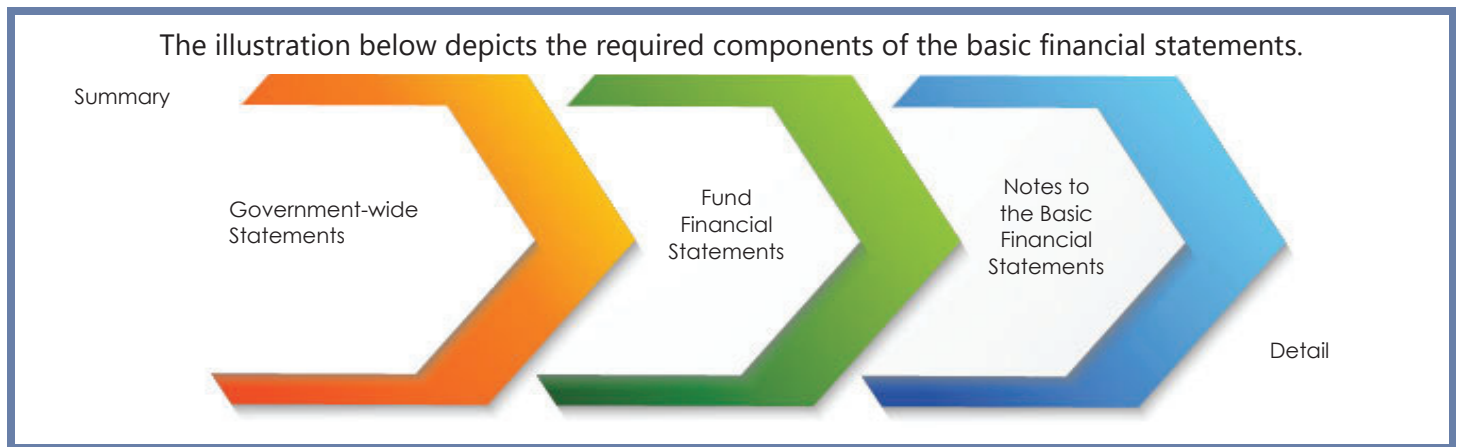 The illustration below depicts the required components of the basic financial statements.
Summary
Government-wide
Statements
Fund
Financial
Statements
Notes to
the Basic
Financial
Statements
Detail